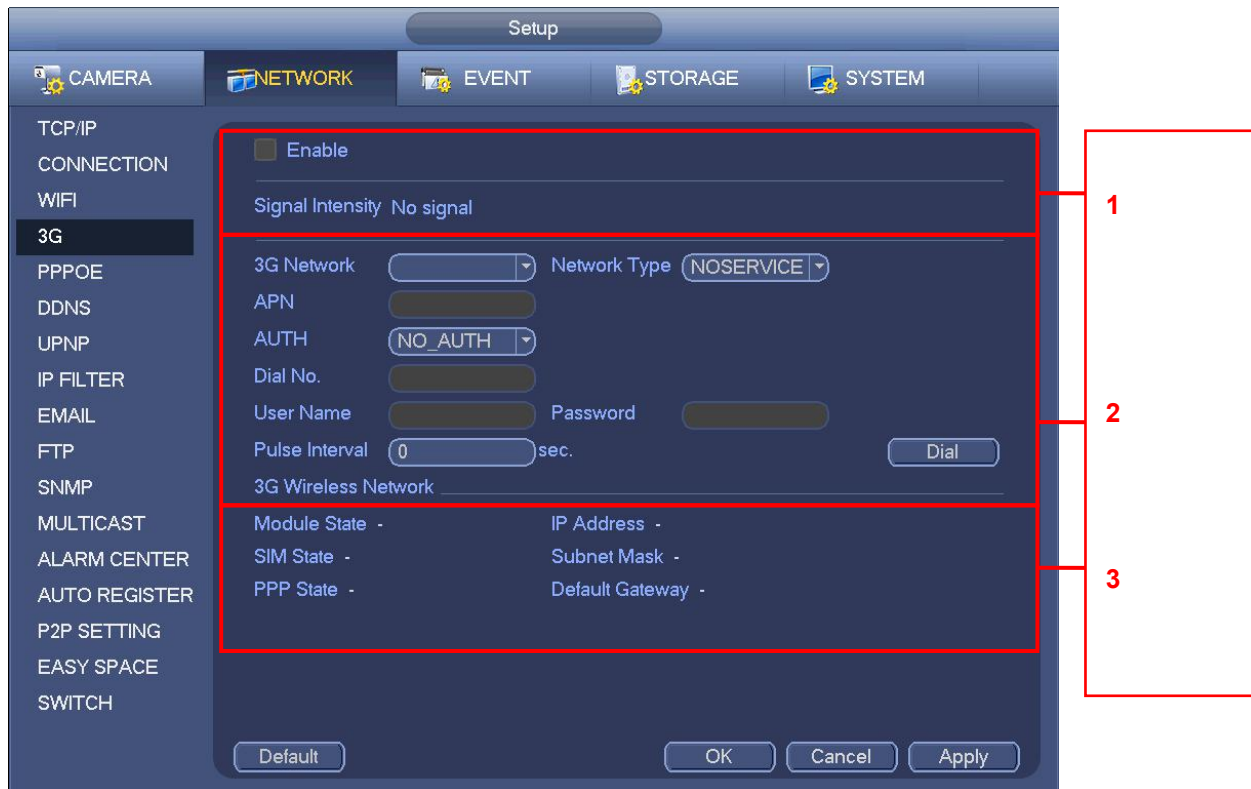 Setup
CAMERA NETWORK EVENT STORAGE SYSTEM
TCP/IP
CONNECTION
WIFI
3G
PPPOE
DDNS
UPNP
IP FILTER
EMAIL
FTP
SNMP
MULTICAST
ALARM CENTER
AUTO REGISTER
P2P SETTING
EASY SPACE
SWITCH
Enable
Signal Intensity No signal
3G Network Network Type NOSERVICE
APN
AUTH NO_AUTH
Dial No.
User Name Password
Pulse Interval 0 sec. Dial
3G Wireless Network
Module State - IP Address -
SIM State - Subnet Mask -
PPP State - Default Gateway -
Default OK Cancel Apply
1
2
3